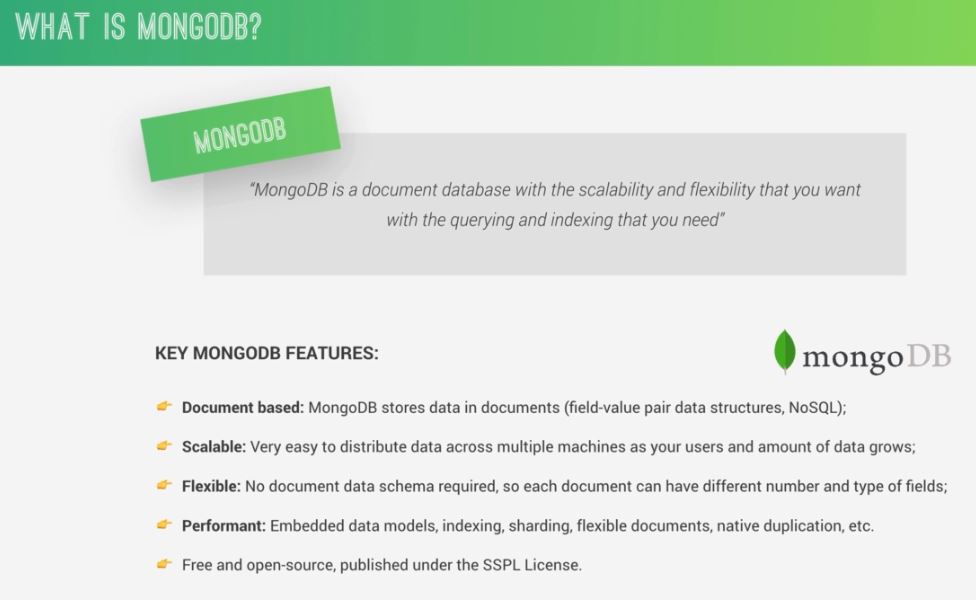 WHAT IS MONGODB?
MONGODB
“MongoDB is a document database with the scalability and flexibility that you want
with the querying and indexing that you need”
KEY MONGODB FEATURES:
mongoDB
👉 Document based: MongoDB stores data in documents (field-value pair data structures, NoSQL);
👉 Scalable: Very easy to distribute data across multiple machines as your users and amount of data grows;
👉 Flexible: No document data schema required, so each document can have different number and type of fields;
👉 Performant: Embedded data models, indexing, sharding, flexible documents, native duplication, etc.
👉 Free and open-source, published under the SSPL License.